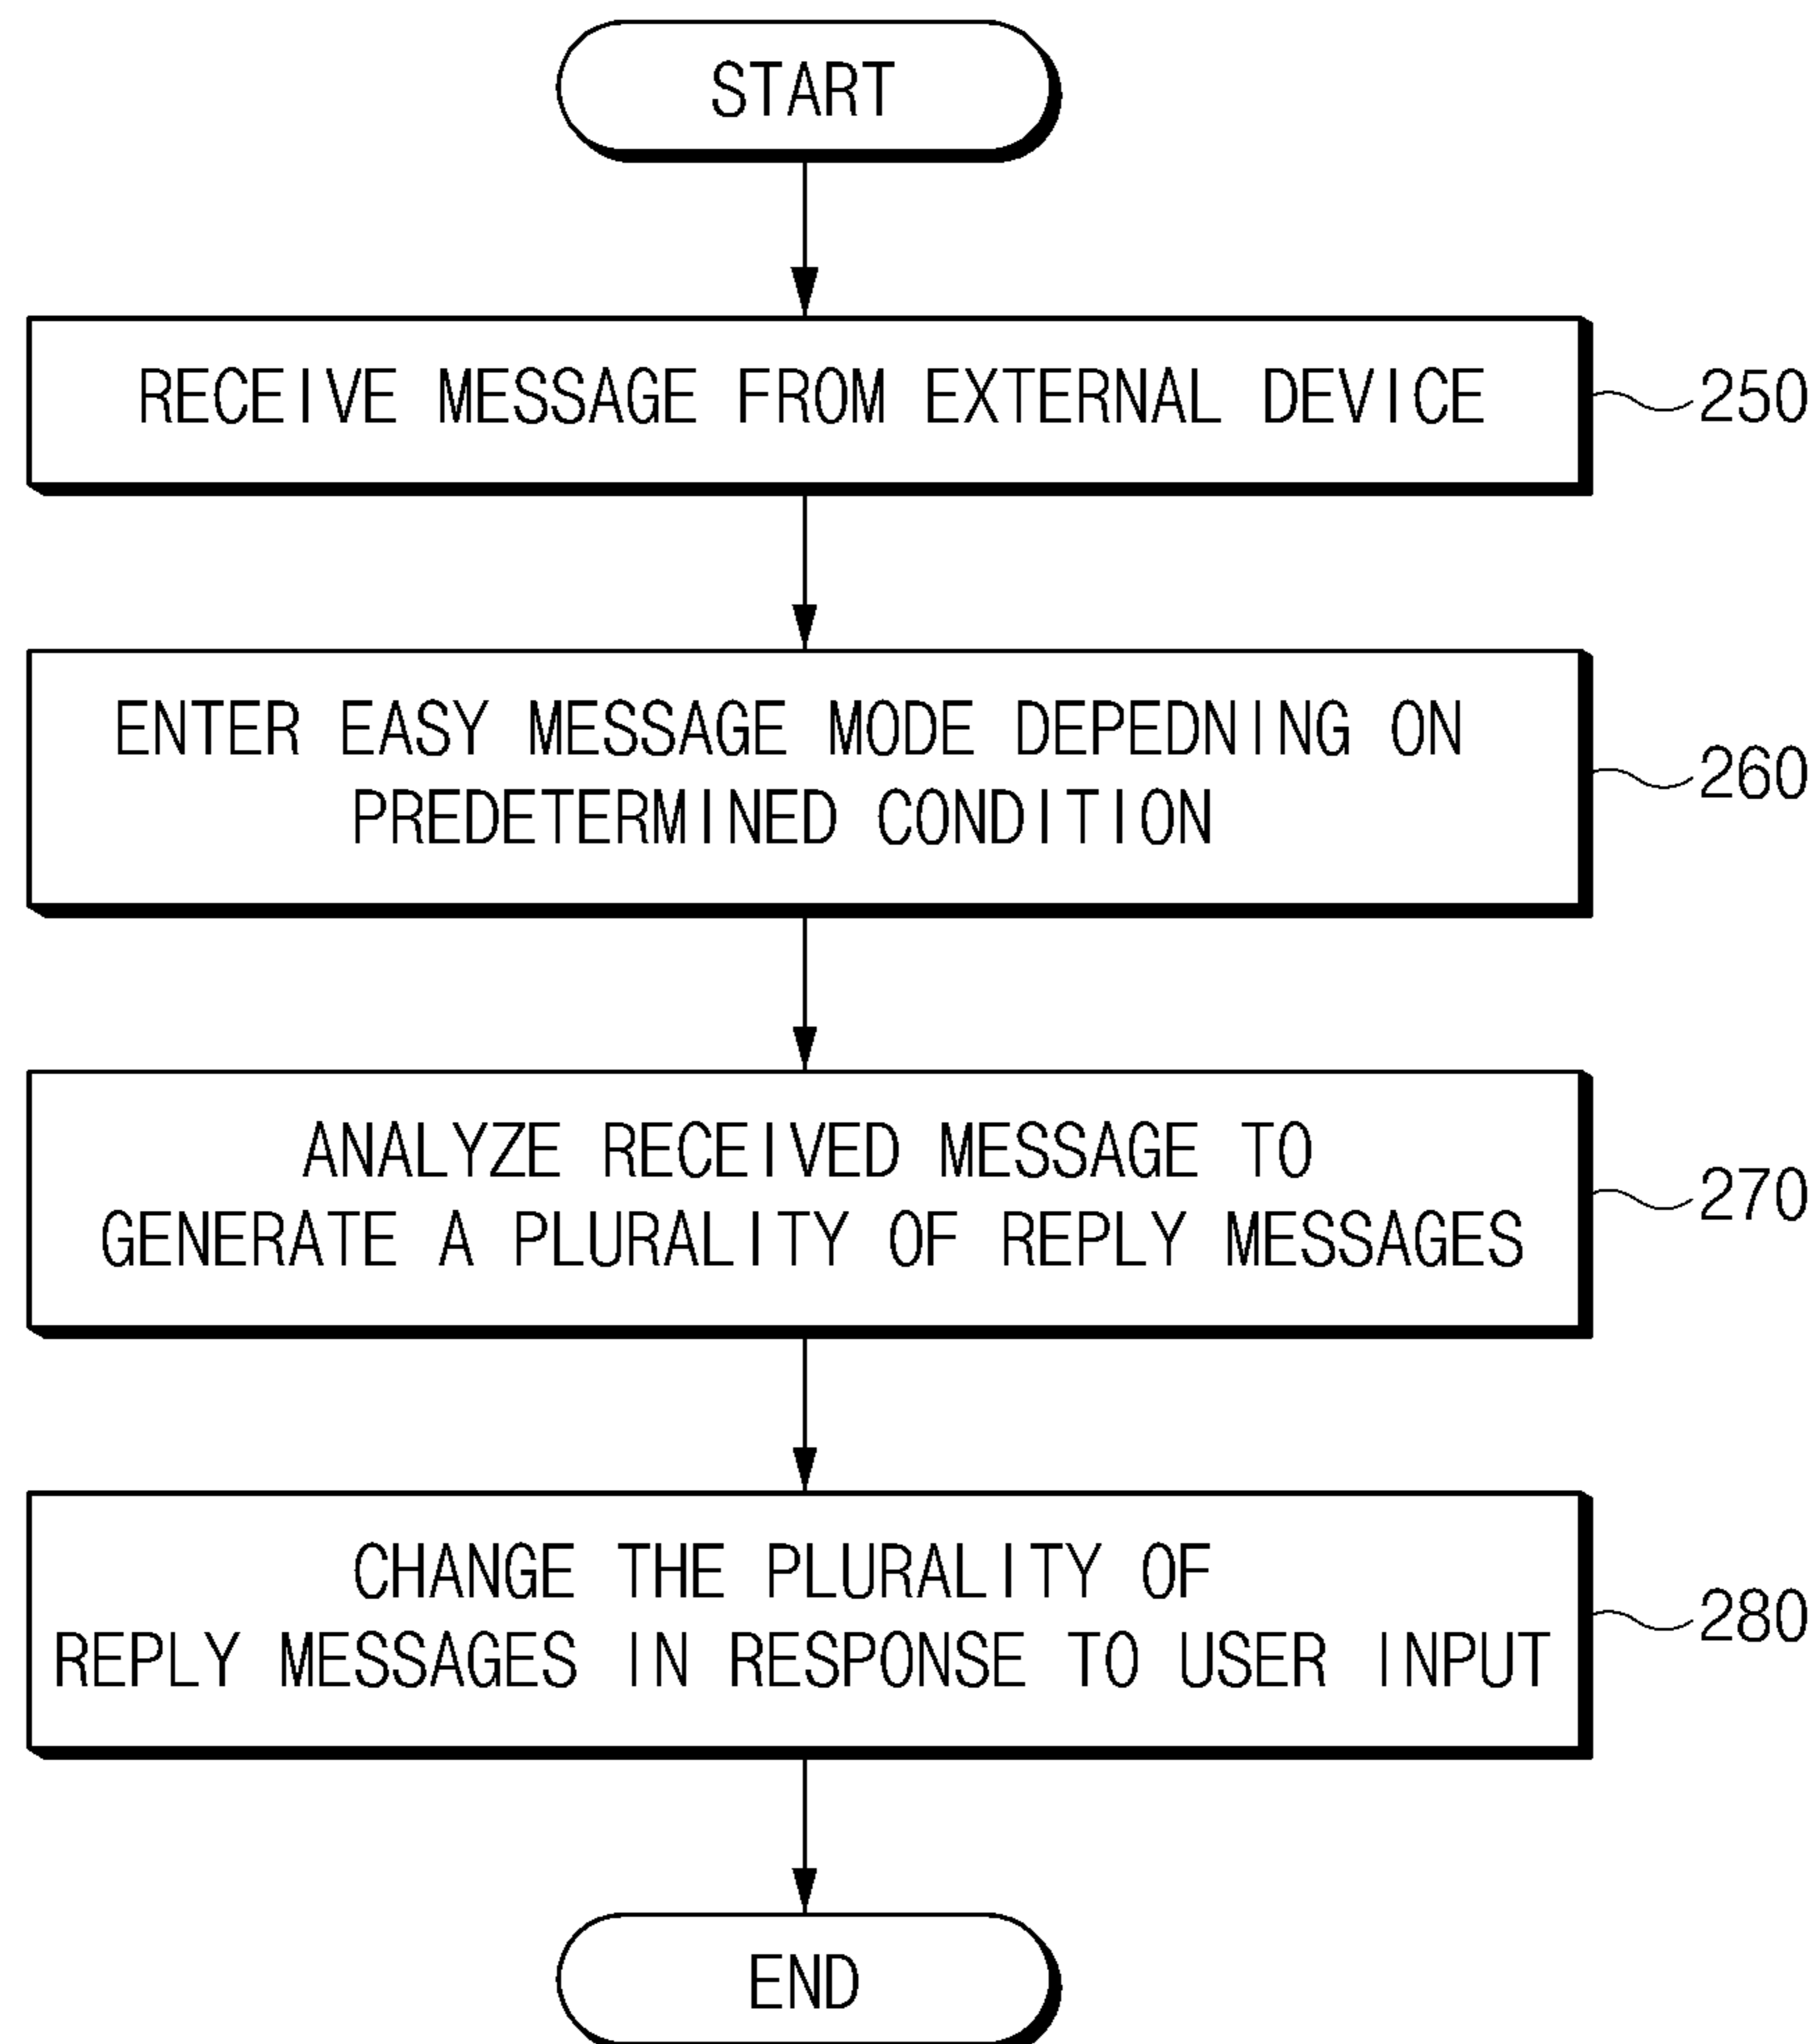 START
RECEIVE MESSAGE FROM EXTERNAL DEVICE
250
ENTER EASY MESSAGE MODE DEPEDNING ON
PREDETERMINED CONDITION
260
ANALYZE RECEIVED MESSAGE TO
GENERATE A PLURALITY OF REPLY MESSAGES
270
CHANGE THE PLURALITY OF
REPLY MESSAGES IN RESPONSE TO USER INPUT
280
END